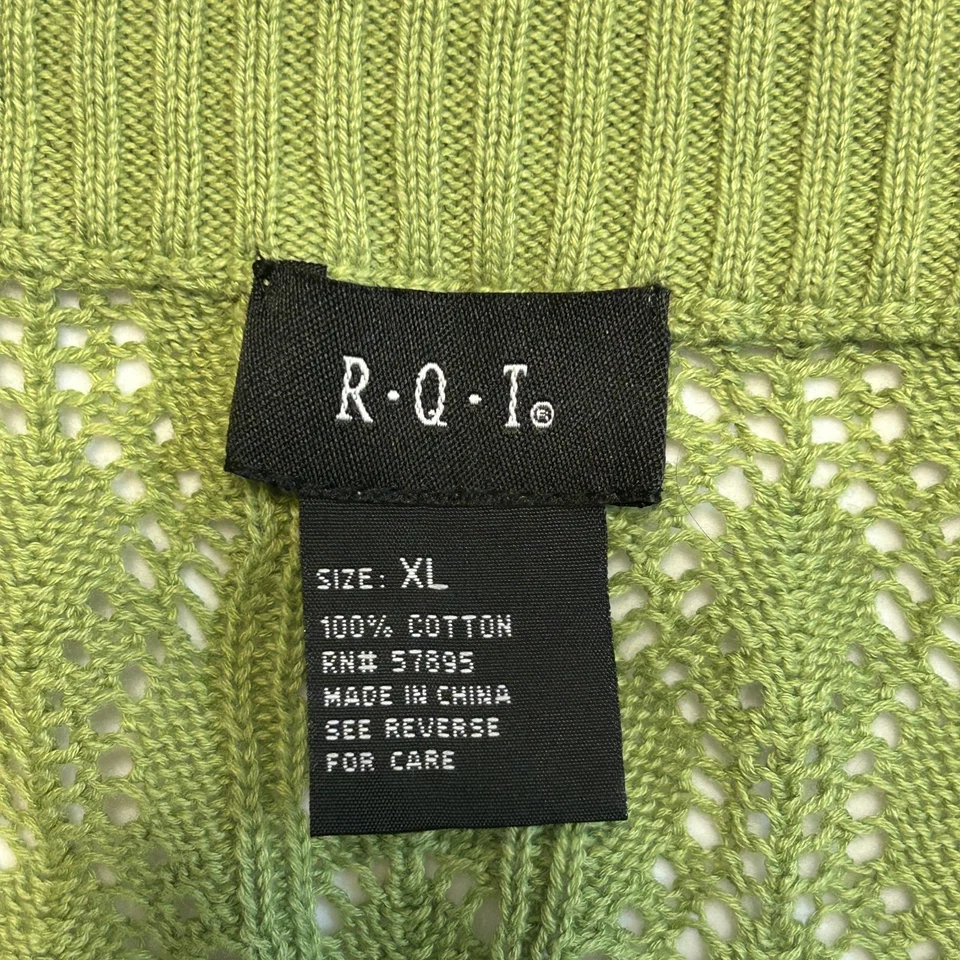 R·Q·T®
SIZE: XL
100% COTTON
RN# 57895
MADE IN CHINA
SEE REVERSE
FOR CARE